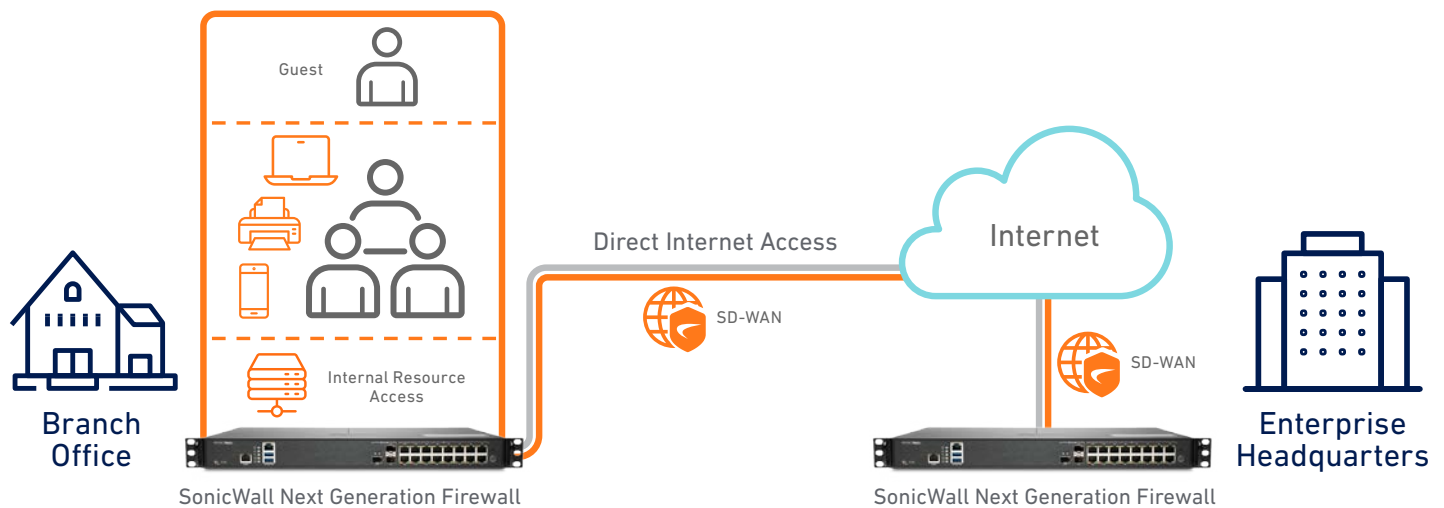 Guest
Direct Internet Access
Internet
SD-WAN
SD-WAN
Internal Resource
Access
Branch
Office
Enterprise
Headquarters
SonicWall Next Generation Firewall
SonicWall Next Generation Firewall